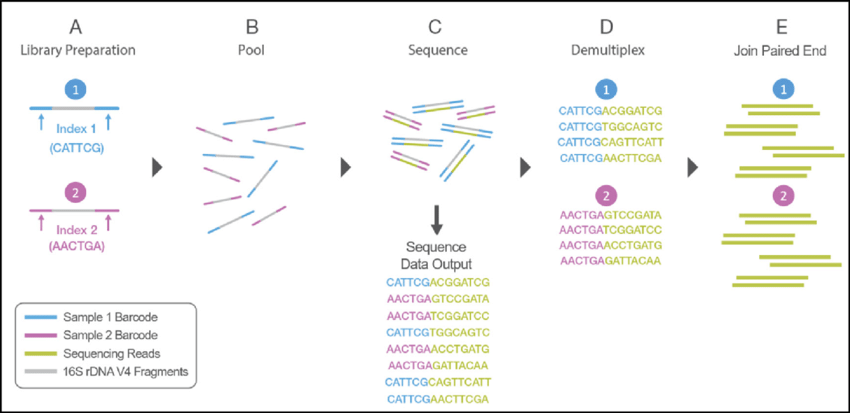 A
Library Preparation
1
Index 1
(CATTCG)
2
Index 2
(AACTGA)
B
Pool
C
Sequence
Sequence
Data Output
CATTCGACGGATCG
AACTGAGTCCGATA
AACTGATCGGATCC
CATTCGTGGCAGTC
AACTGAACCTGATG
AACTGAGATTACAA
CATTCGCAGTTCATT
CATTCGAACTTCGA
D
Demultiplex
1
CATTCGACGGATCG
CATTCGTGGCAGTC
CATTCGCAGTTCATT
CATTCGAACTTCGA
2
AACTGAGTCCGATA
AACTGATCGGATCC
AACTGAACCTGATG
AACTGAGATTACAA
E
Join Paired End
1
2
Sample 1 Barcode
Sample 2 Barcode
Sequencing Reads
16S rDNA V4 Fragments